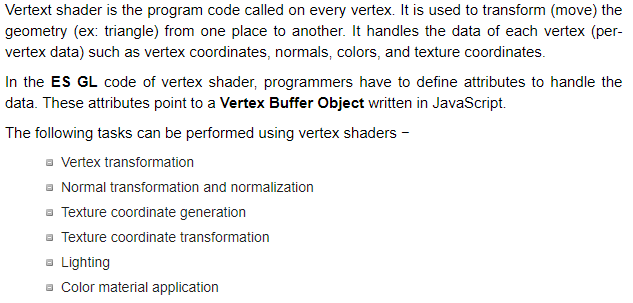 Vertext shader is the program code called on every vertex. It is used to transform (move) the
geometry (ex: triangle) from one place to another. It handles the data of each vertex (per-
vertex data) such as vertex coordinates, normals, colors, and texture coordinates.
In the ES GL code of vertex shader, programmers have to define attributes to handle the
data. These attributes point to a Vertex Buffer Object written in JavaScript.
The following tasks can be performed using vertex shaders −
Vertex transformation
Normal transformation and normalization
Texture coordinate generation
Texture coordinate transformation
Lighting
Color material application